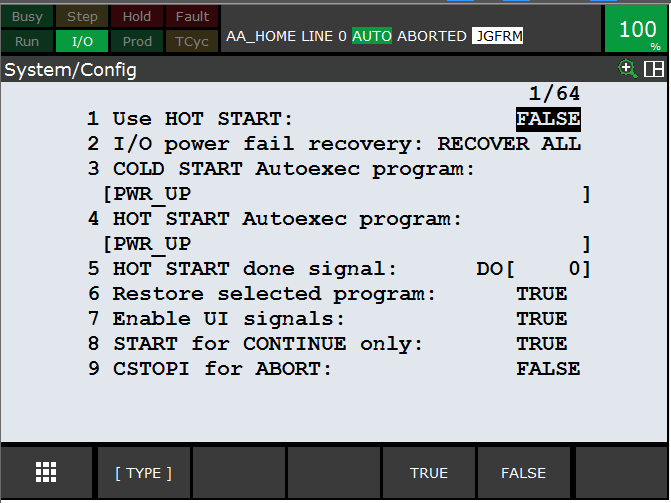 Busy Step Hold Fault
Run I/O Prod TCyc
AA_HOME LINE 0 AUTO ABORTED JGFRM
100
%
System/Config
1/64
1 Use HOT START: FALSE
2 I/O power fail recovery: RECOVER ALL
3 COLD START Autoexec program:
[PWR_UP ]
4 HOT START Autoexec program:
[PWR_UP ]
5 HOT START done signal: DO[ 0]
6 Restore selected program: TRUE
7 Enable UI signals: TRUE
8 START for CONTINUE only: TRUE
9 CSTOPI for ABORT: FALSE
[ TYPE ] TRUE FALSE